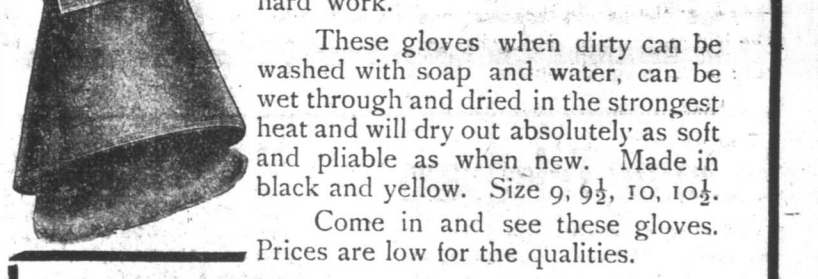 hard work.
These gloves when dirty can be
washed with soap and water, can be
wet through and dried in the strongest
heat and will dry out absolutely as soft
and pliable as when new. Made in
black and yellow. Size 9, 9½, 10, 10½.
Come in and see these gloves.
Prices are low for the qualities.